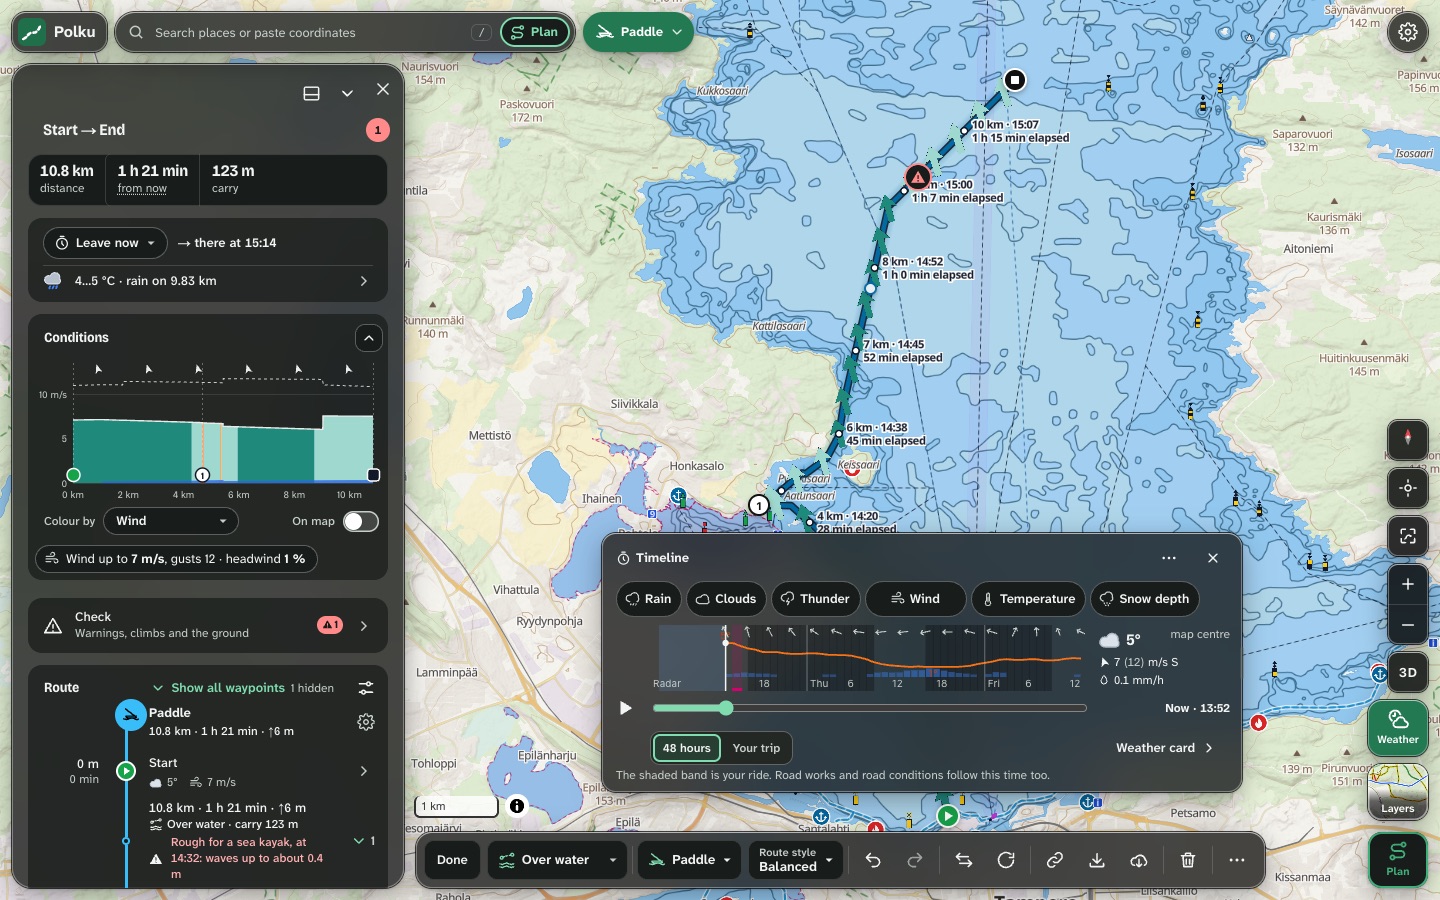 Polku
Search places or paste coordinates
/
Plan
Paddle
Start → End
1
10.8 km
distance
1 h 21 min
from now
123 m
carry
Leave now
→ there at 15:14
4…5 °C · rain on 9.83 km
Conditions
10 m/s
5
0
1
0 km
2 km
4 km
6 km
8 km
10 km
Colour by
Wind
On map
Wind up to 7 m/s, gusts 12 · headwind 1 %
Check
Warnings, climbs and the ground
1
Route
Show all waypoints
1 hidden
Paddle
10.8 km · 1 h 21 min · ↑6 m
0 m
0 min
Start
5°
7 m/s
10.8 km · 1 h 21 min · ↑6 m
Over water · carry 123 m
Rough for a sea kayak, at
14:32: waves up to about 0.4
m
1
Naurisvuori
154 m
Paskovuori
172 m
Kukkosaari
Säynävänvuoret
142 m
Saparovuori
132 m
Isosaari
156 m
Kaurismäki
136 m
Aitoniemi
Huitinkuusenmäki
145 m
Runnunmäki
140 m
Kattilasaari
Siivikkala
Mettistö
Honkasalo
Ihainen
Keissaari
Aatunsaari
10 km · 15:07
1 h 15 min elapsed
15:00
1 h 7 min elapsed
8 km · 14:52
1 h 0 min elapsed
7 km · 14:45
52 min elapsed
6 km · 14:38
45 min elapsed
1
4 km · 14:20
28 min elapsed
Vihattula
Ryydynpohja
Lamminpää
Tohloppi
Epilänharju
Epilä
153 m
Santalahti
Petsamo
139 m
151 m
Kissanmaa
Rahola
Timeline
Rain
Clouds
Thunder
Wind
Temperature
Snow depth
Radar
18
Thu
6
12
18
Fri
6
12
5°
map centre
7 (12) m/s S
0.1 mm/h
Now · 13:52
48 hours
Your trip
Weather card
The shaded band is your ride. Road works and road conditions follow this time too.
1 km
Done
Over water
Paddle
Route style
Balanced
3D
Weather
Layers
Plan